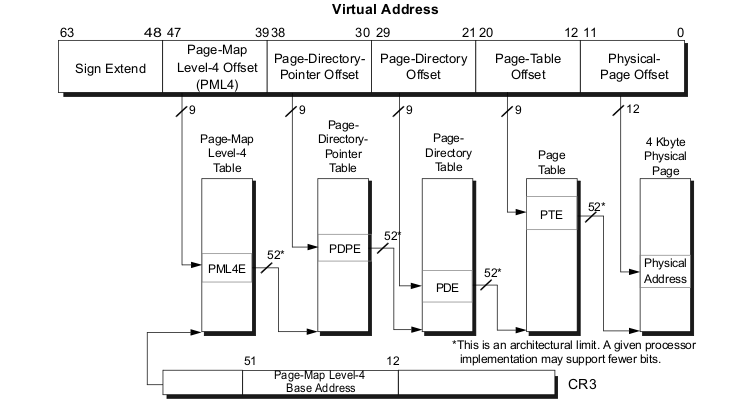 Virtual Address
63 48 47 39 38 30 29 21 20 12 11 0
Sign Extend
Page-Map
Level-4 Offset
(PML4)
Page-Directory-
Pointer Offset
Page-Directory
Offset
Page-Table
Offset
Physical-
Page Offset
9 9 9 9 12
Page-Map
Level-4
Table
Page-
Directory-
Pointer
Table
Page-
Directory
Table
Page
Table
4 Kbyte
Physical
Page
PML4E
52*
PDPE
52*
PDE
52*
PTE
52*
Physical
Address
*This is an architectural limit. A given processor
implementation may support fewer bits.
51 12
Page-Map Level-4
Base Address
CR3